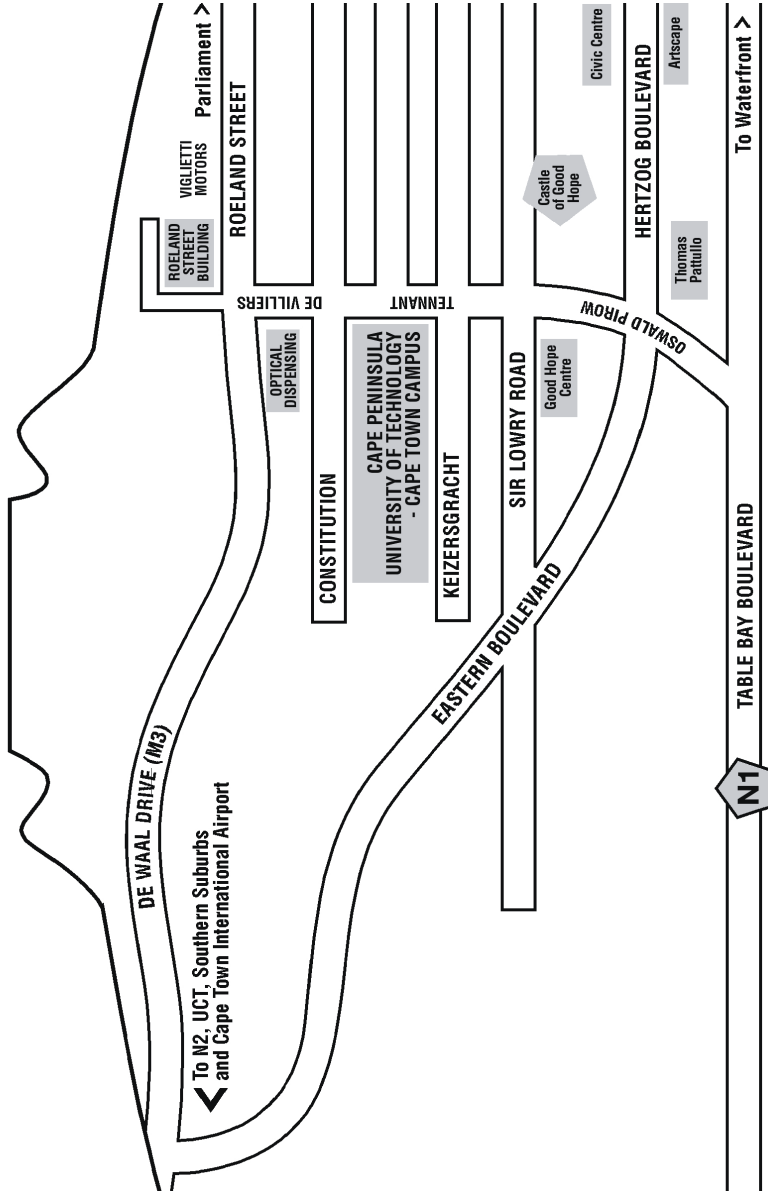 Parliament >
VIGLIETTI
MOTORS
ROELAND STREET
ROELAND
STREET
BUILDING
DE VILLIERS
TENNANT
OSWALD PIROW
Civic Centre
Artscape
HERTZOG BOULEVARD
To Waterfront >
Castle
of Good
Hope
Thomas
Pattullo
OPTICAL
DISPENSING
CAPE PENINSULA
UNIVERSITY OF TECHNOLOGY
- CAPE TOWN CAMPUS
CONSTITUTION
KEIZERSGRACHT
SIR LOWRY ROAD
Good Hope
Centre
EASTERN BOULEVARD
TABLE BAY BOULEVARD
N1
DE WAAL DRIVE (M3)
To N2, UCT, Southern Suburbs
and Cape Town International Airport